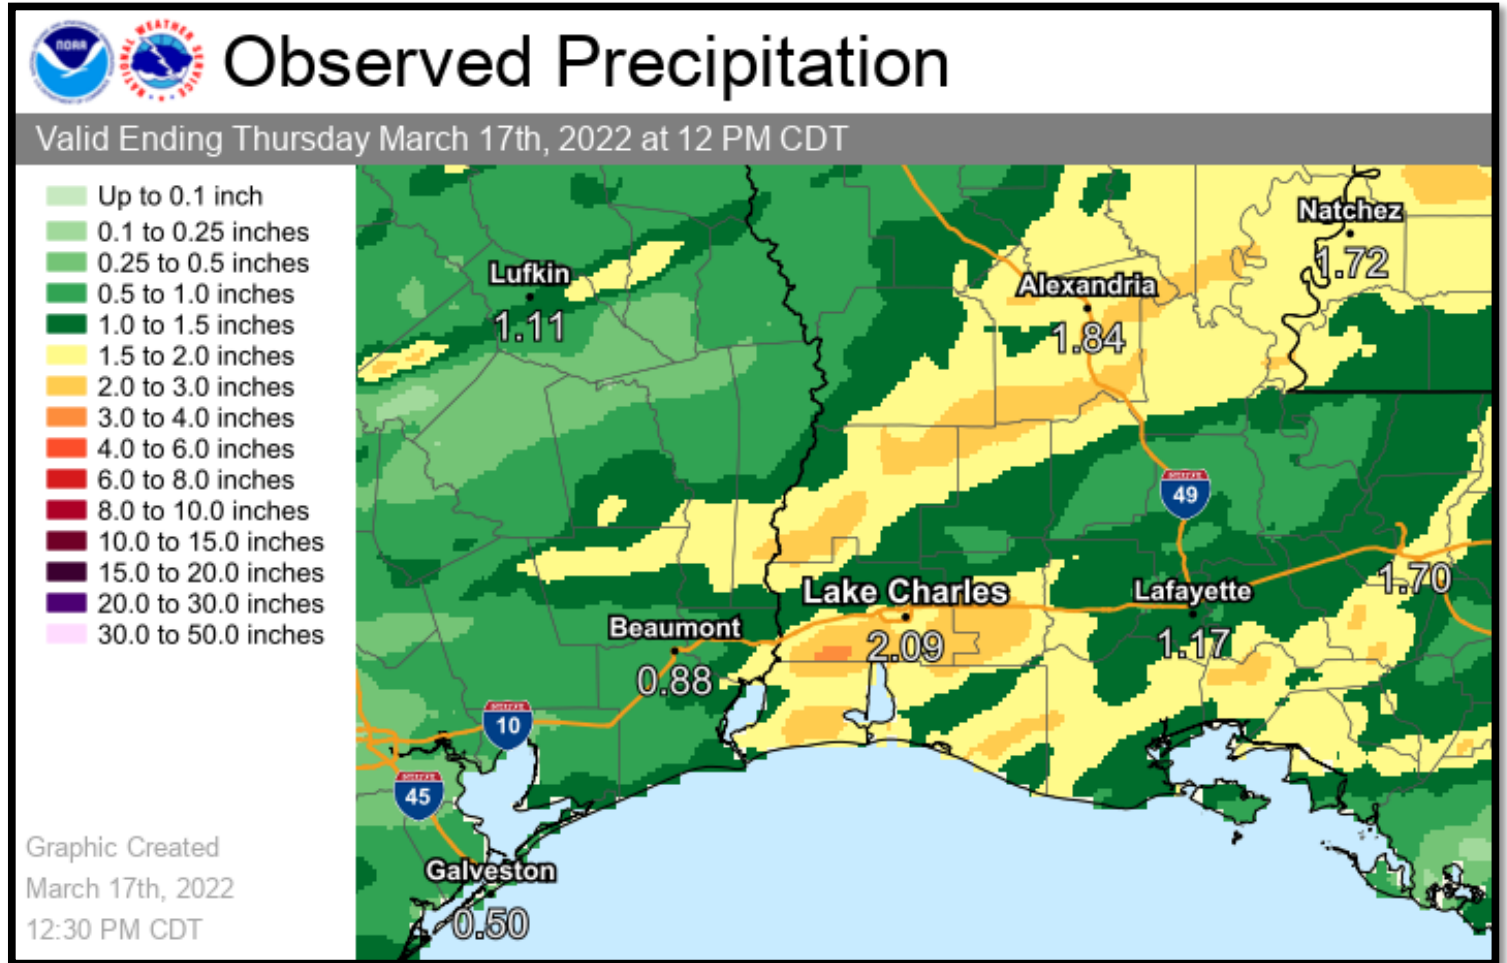 NOAA
NATIONAL WEATHER SERVICE
Observed Precipitation
Valid Ending Thursday March 17th, 2022 at 12 PM CDT
Up to 0.1 inch
0.1 to 0.25 inches
0.25 to 0.5 inches
0.5 to 1.0 inches
1.0 to 1.5 inches
1.5 to 2.0 inches
2.0 to 3.0 inches
3.0 to 4.0 inches
4.0 to 6.0 inches
6.0 to 8.0 inches
8.0 to 10.0 inches
10.0 to 15.0 inches
15.0 to 20.0 inches
20.0 to 30.0 inches
30.0 to 50.0 inches
Graphic Created
March 17th, 2022
12:30 PM CDT
Natchez
1.72
Lufkin
1.11
Alexandria
1.84
49
Lake Charles
2.09
Lafayette
1.17
1.70
Beaumont
0.88
10
45
Galveston
0.50